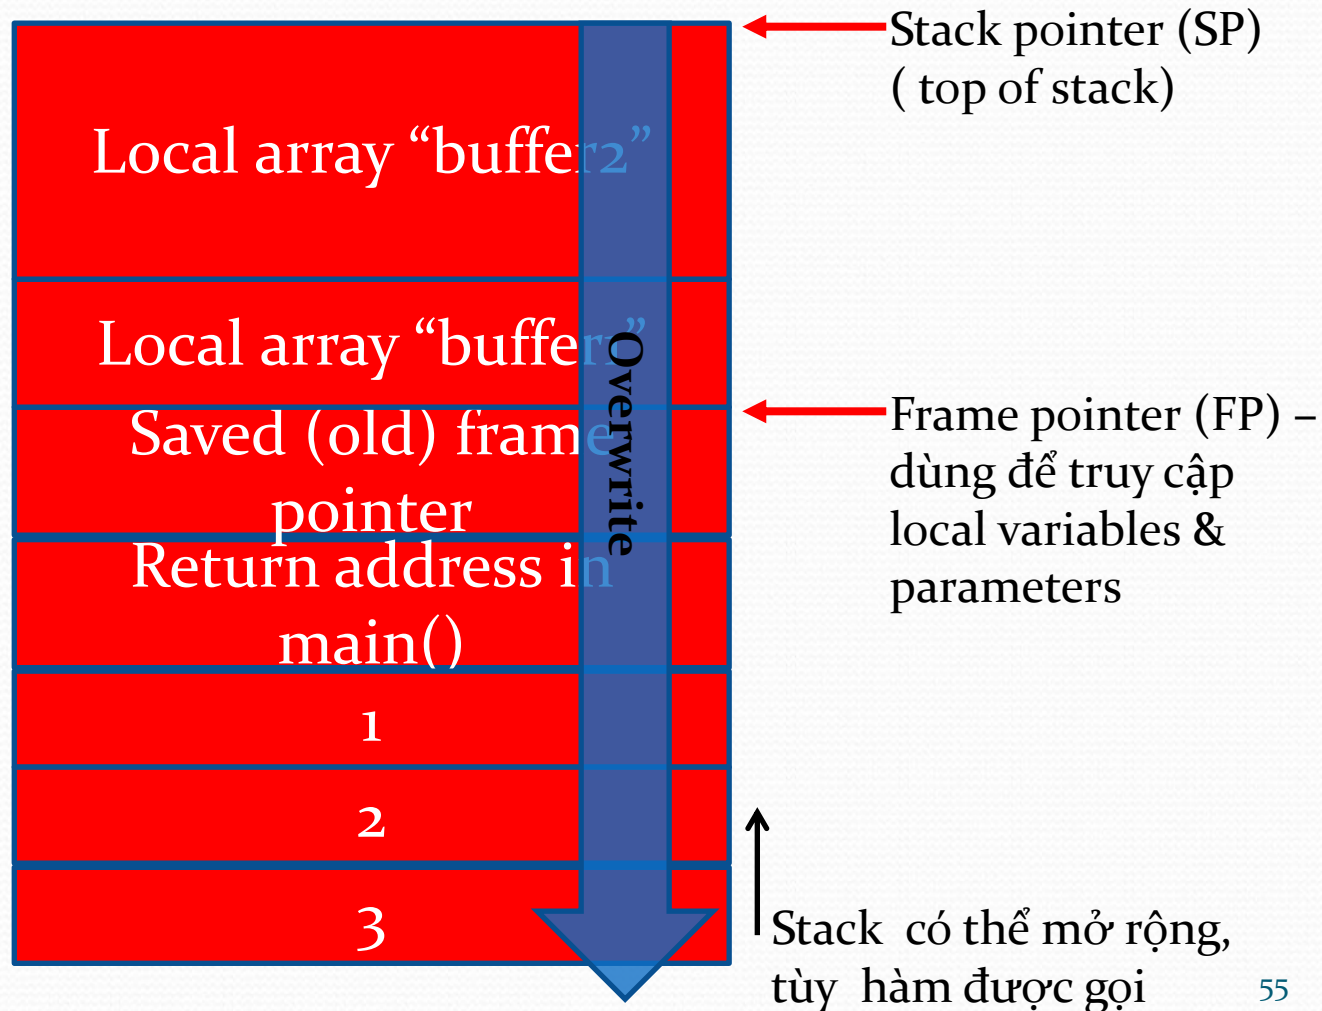 Stack pointer (SP)
( top of stack)
Local array “buffer2”
Local array “buffer1”
Overwrite
Saved (old) frame
pointer
Frame pointer (FP) –
dùng để truy cập
local variables &
parameters
Return address in
main()
1
2
3
Stack có thể mở rộng,
tùy hàm được gọi
55